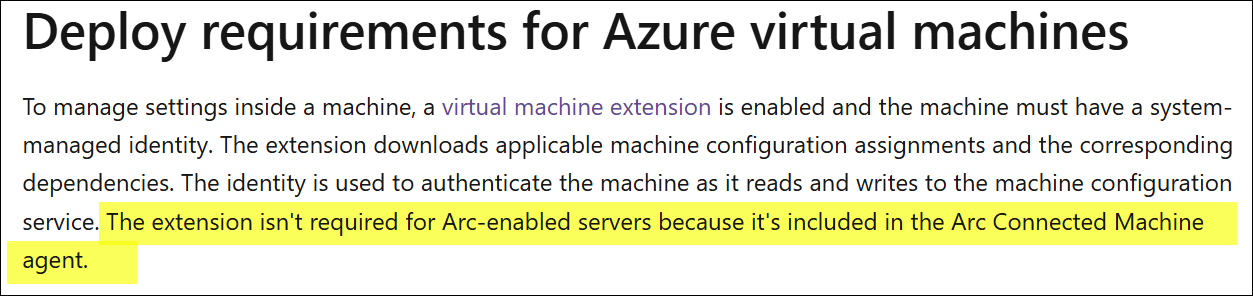 Deploy requirements for Azure virtual machines
To manage settings inside a machine, a virtual machine extension is enabled and the machine must have a system-
managed identity. The extension downloads applicable machine configuration assignments and the corresponding
dependencies. The identity is used to authenticate the machine as it reads and writes to the machine configuration
service. The extension isn't required for Arc-enabled servers because it's included in the Arc Connected Machine
agent.